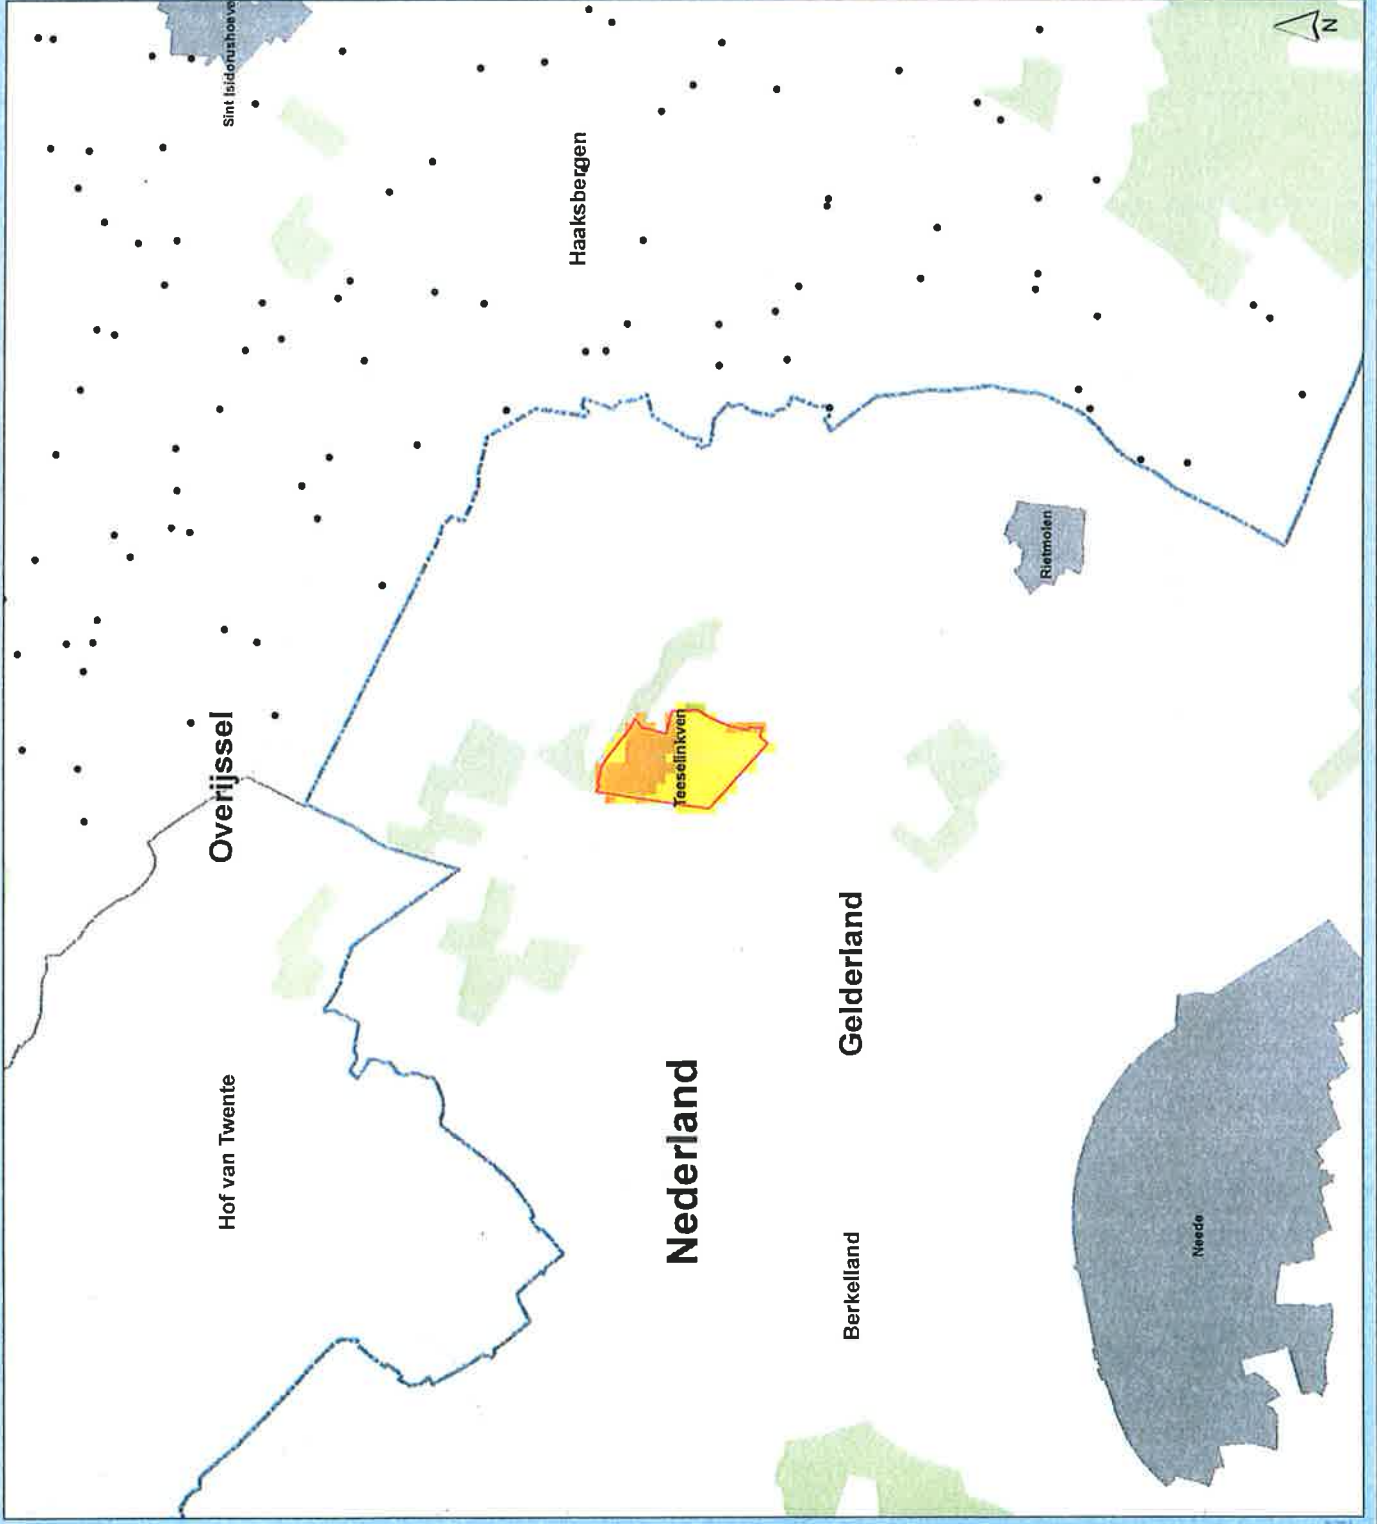 Sint Isidorushoeve
N
Haaksbergen
Overijssel
Rietmolen
Teeselinkven
Hof van Twente
Gelderland
Nederland
Berkelland
Neede